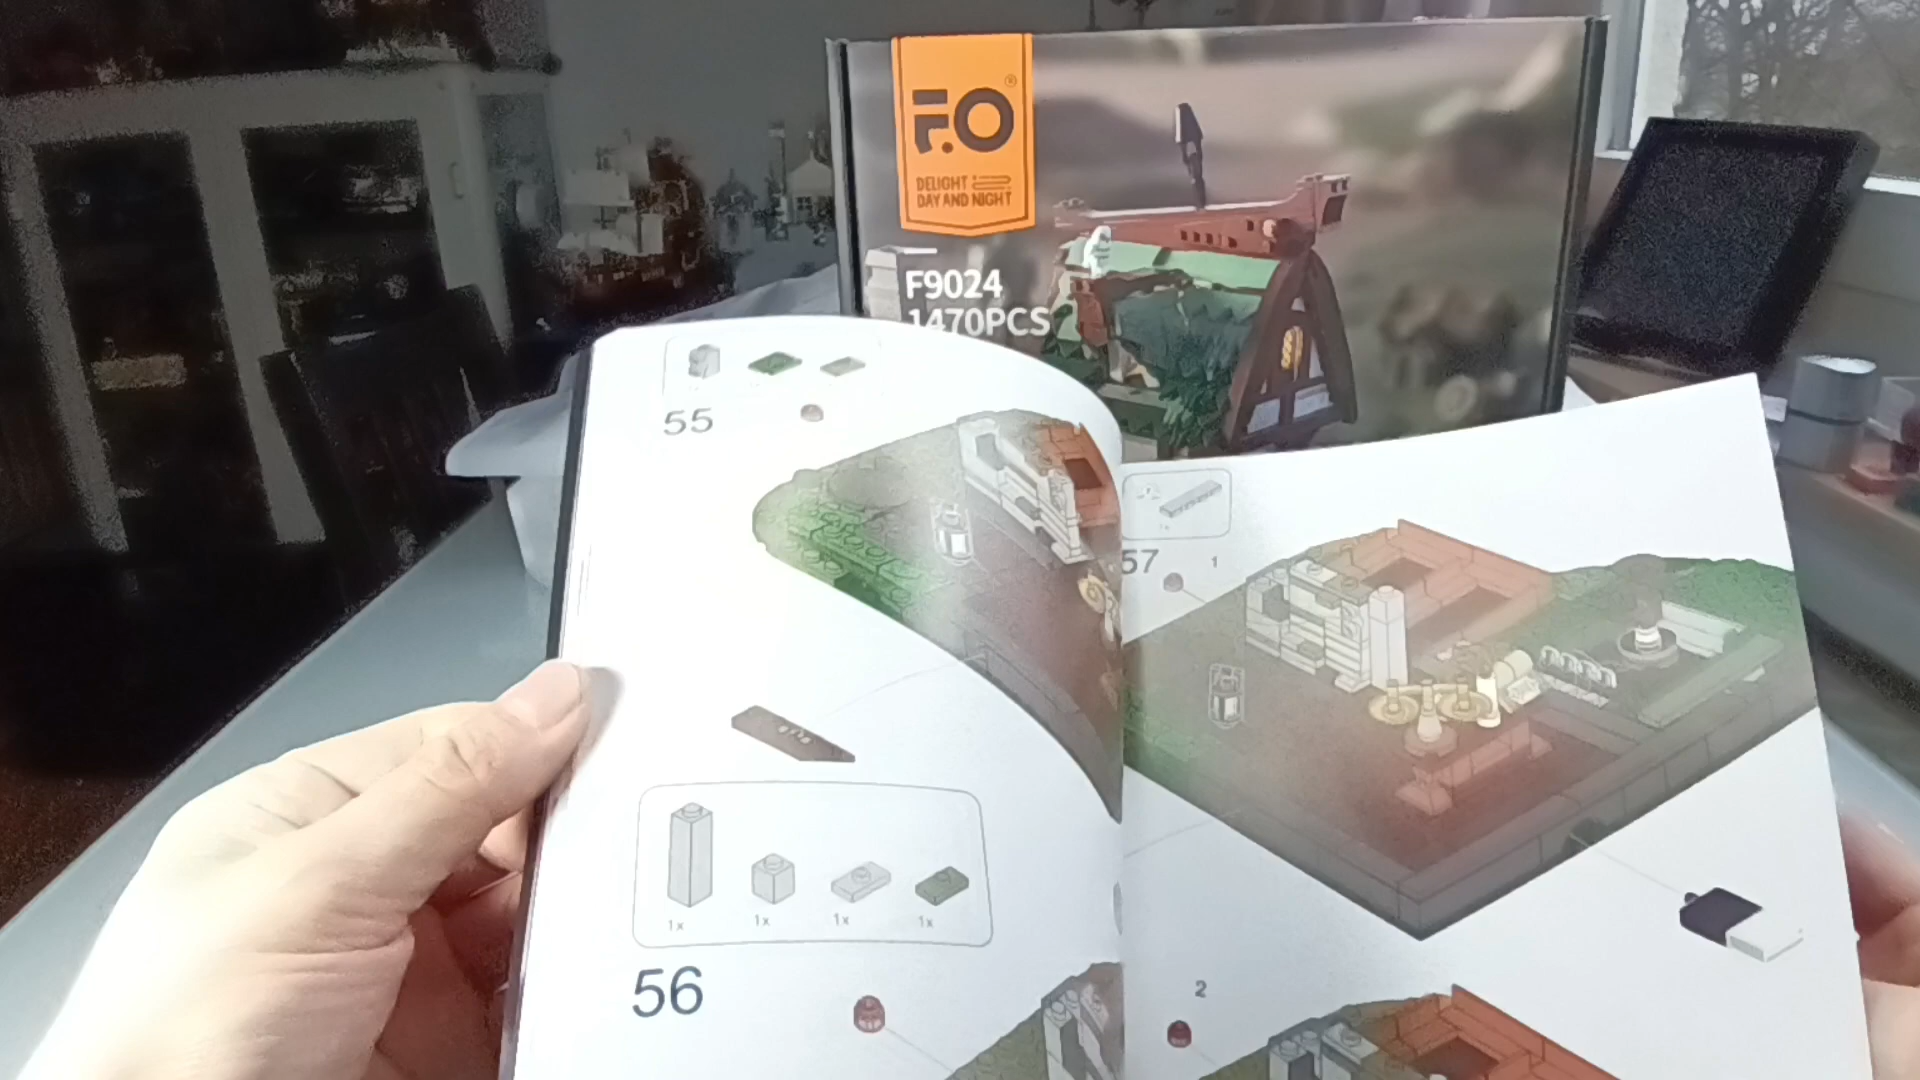 F.O®
DELIGHT
DAY AND NIGHT
F9024
1470PCS
55
1x
1x
1x
1x
56
57
1
2